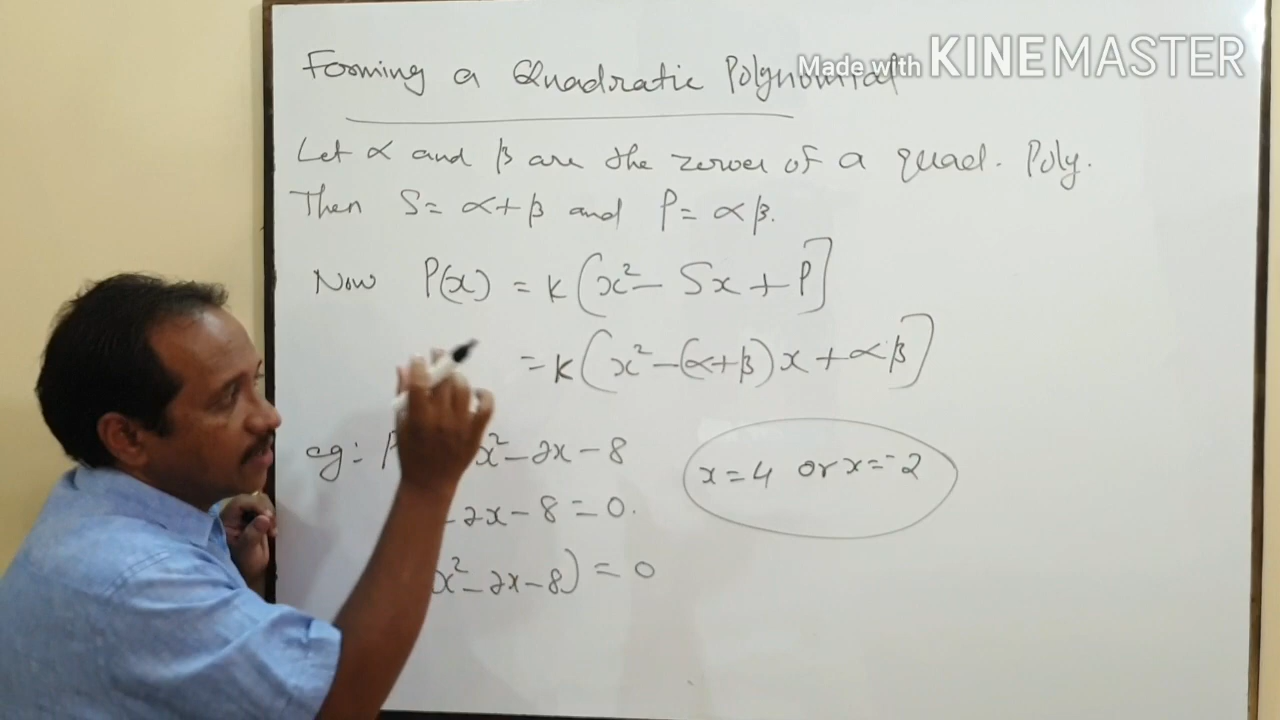 Forming a Quadratic Polynomial
Made with KINEMASTER
Let α and β are the zeroes of a quad. Poly.
Then S = α + β and P = αβ.
Now P(x) = K(x² - Sx + P]
= K(x² - (α+β)x + αβ]
eg: P x² - 2x - 8
x = 4 or x = -2
- 2x - 8 = 0.
x² - 2x - 8) = 0